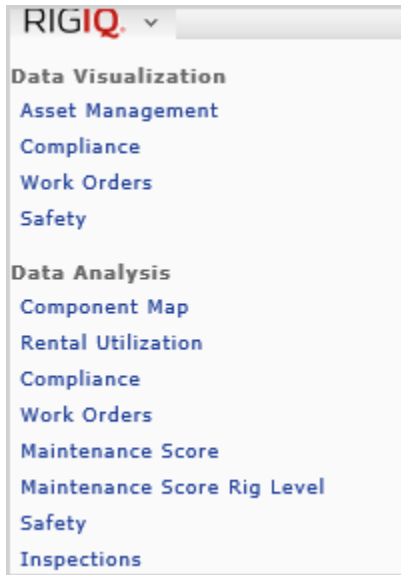 RIGIQ.
Data Visualization
Asset Management
Compliance
Work Orders
Safety
Data Analysis
Component Map
Rental Utilization
Compliance
Work Orders
Maintenance Score
Maintenance Score Rig Level
Safety
Inspections